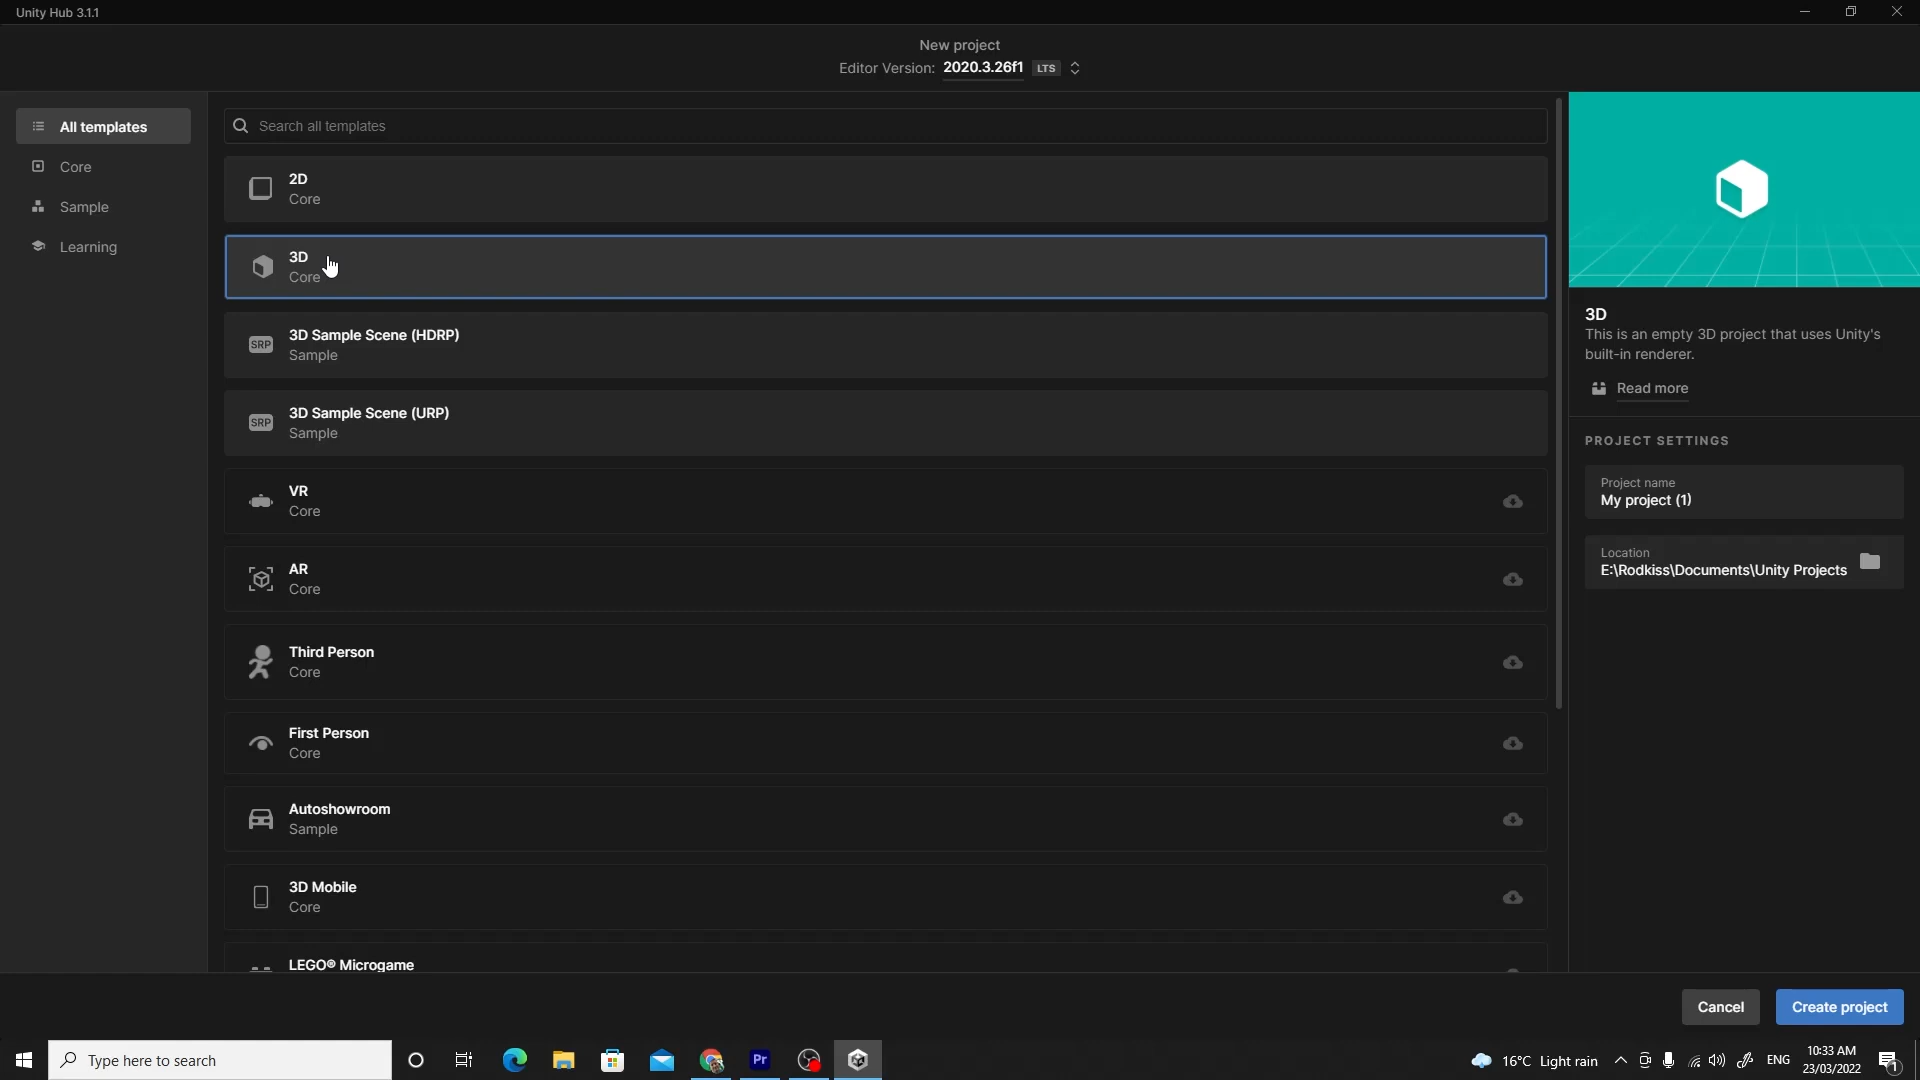 Unity Hub 3.1.1
New project
Editor Version: 2020.3.26f1 LTS
All templates
Core
Sample
Learning
Search all templates
2D
Core
3D
Core
SRP
3D Sample Scene (HDRP)
Sample
SRP
3D Sample Scene (URP)
Sample
VR
Core
AR
Core
Third Person
Core
First Person
Core
Autoshowroom
Sample
3D Mobile
Core
LEGO® Microgame
3D
This is an empty 3D project that uses Unity's
built-in renderer.
Read more
PROJECT SETTINGS
Project name
My project (1)
Location
E:\Rodkiss\Documents\Unity Projects
Cancel
Create project
Type here to search
Pr
16°C Light rain
ENG
10:33 AM
23/03/2022
1